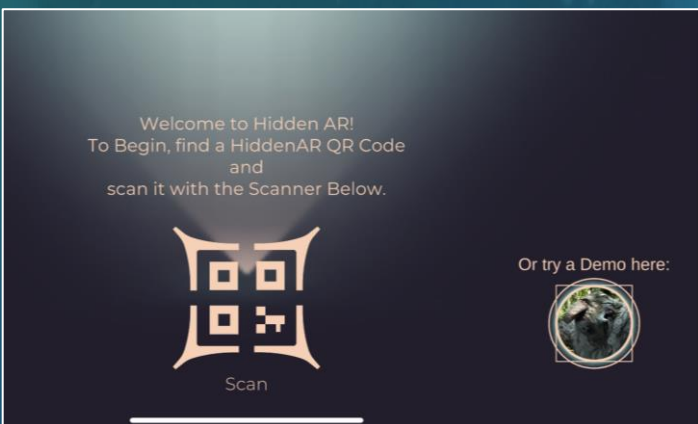 Welcome to Hidden AR!
To Begin, find a HiddenAR QR Code
and
scan it with the Scanner Below.
Or try a Demo here:
Scan